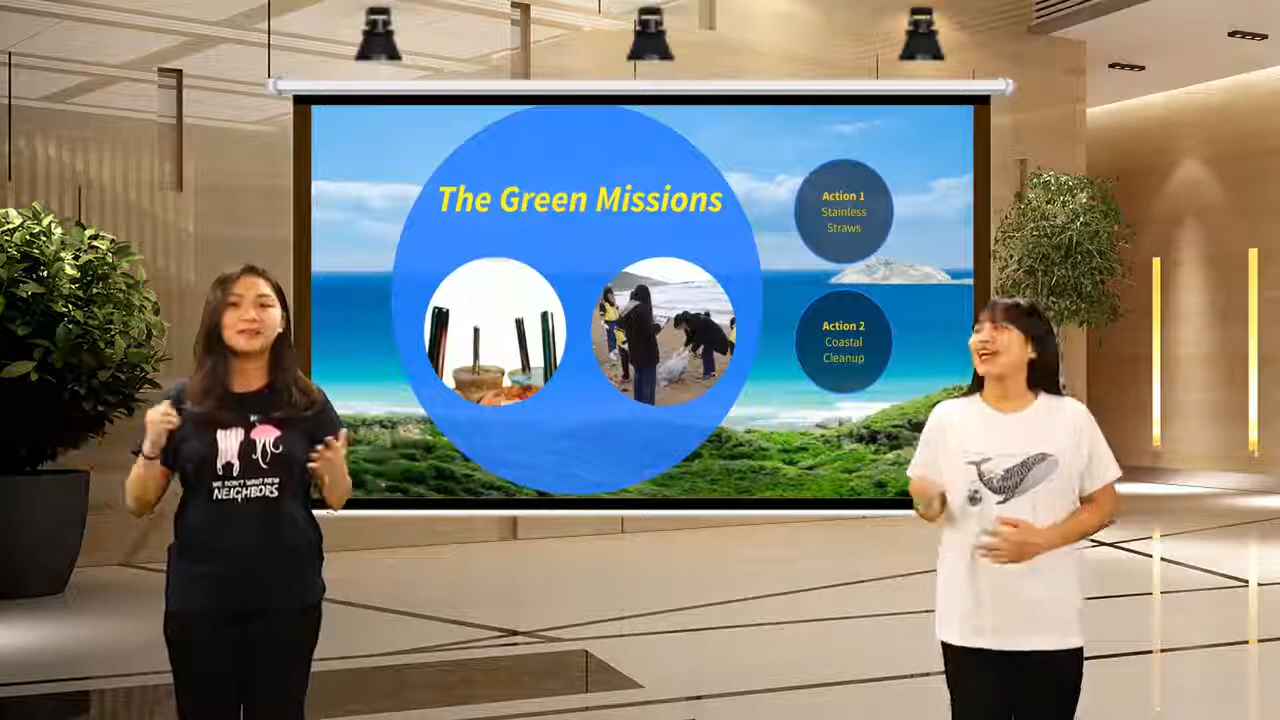 The Green Missions
Action 1
Stainless
Straws
Action 2
Coastal
Cleanup
WE DON'T WANT NEW
NEIGHBORS